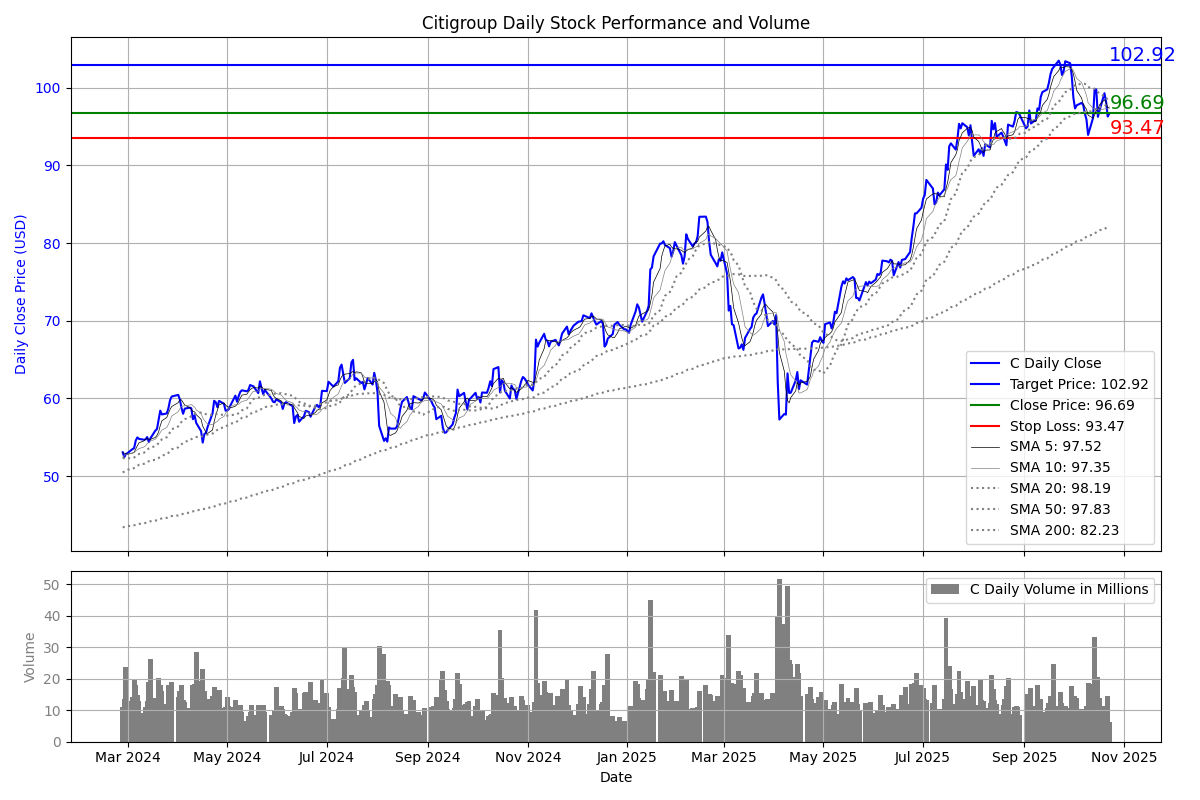 Citigroup Daily Stock Performance and Volume
102.92
100
96.69
93.47
90
80
70
60
50
Daily Close Price (USD)
C Daily Close
Target Price: 102.92
Close Price: 96.69
Stop Loss: 93.47
SMA 5: 97.52
SMA 10: 97.35
SMA 20: 98.19
SMA 50: 97.83
SMA 200: 82.23
50
40
30
20
10
0
Volume
C Daily Volume in Millions
Mar 2024 May 2024 Jul 2024 Sep 2024 Nov 2024 Jan 2025 Mar 2025 May 2025 Jul 2025 Sep 2025 Nov 2025
Date